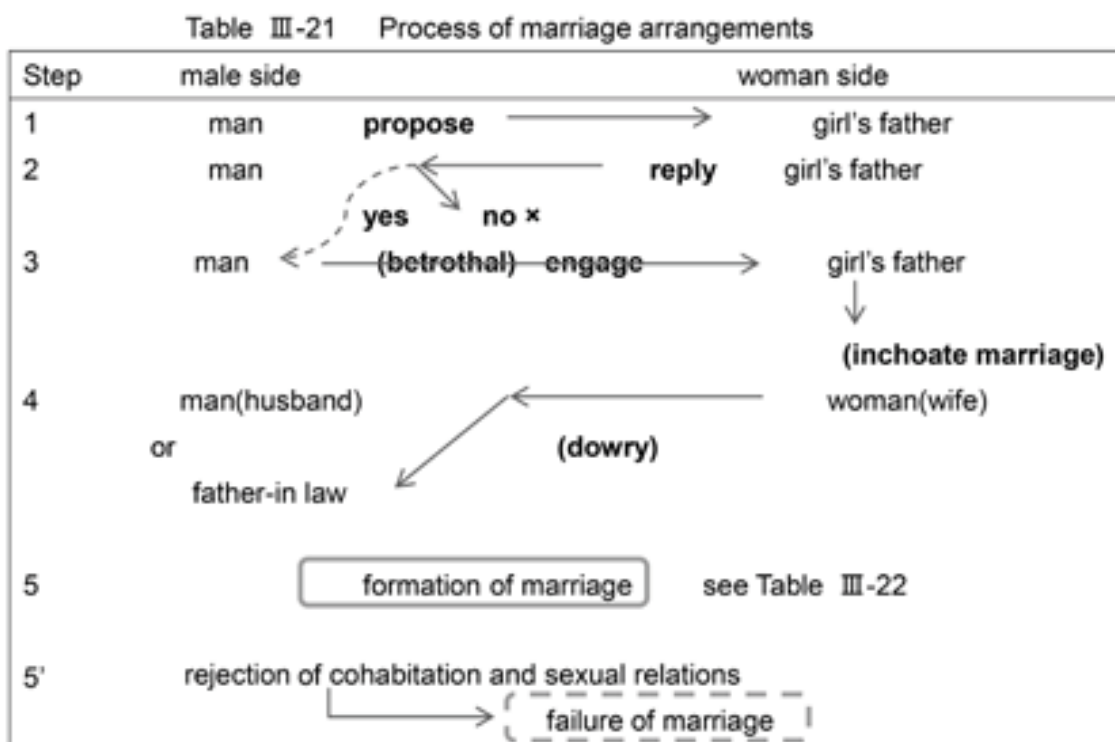 Table Ⅲ-21 Process of marriage arrangements
Step male side woman side
1 man propose girl's father
2 man reply girl's father
yes no ×
3 man (betrothal) engage girl's father
(inchoate marriage)
4 man(husband) woman(wife)
or (dowry)
father-in law
5 formation of marriage see Table Ⅲ-22
5' rejection of cohabitation and sexual relations
failure of marriage